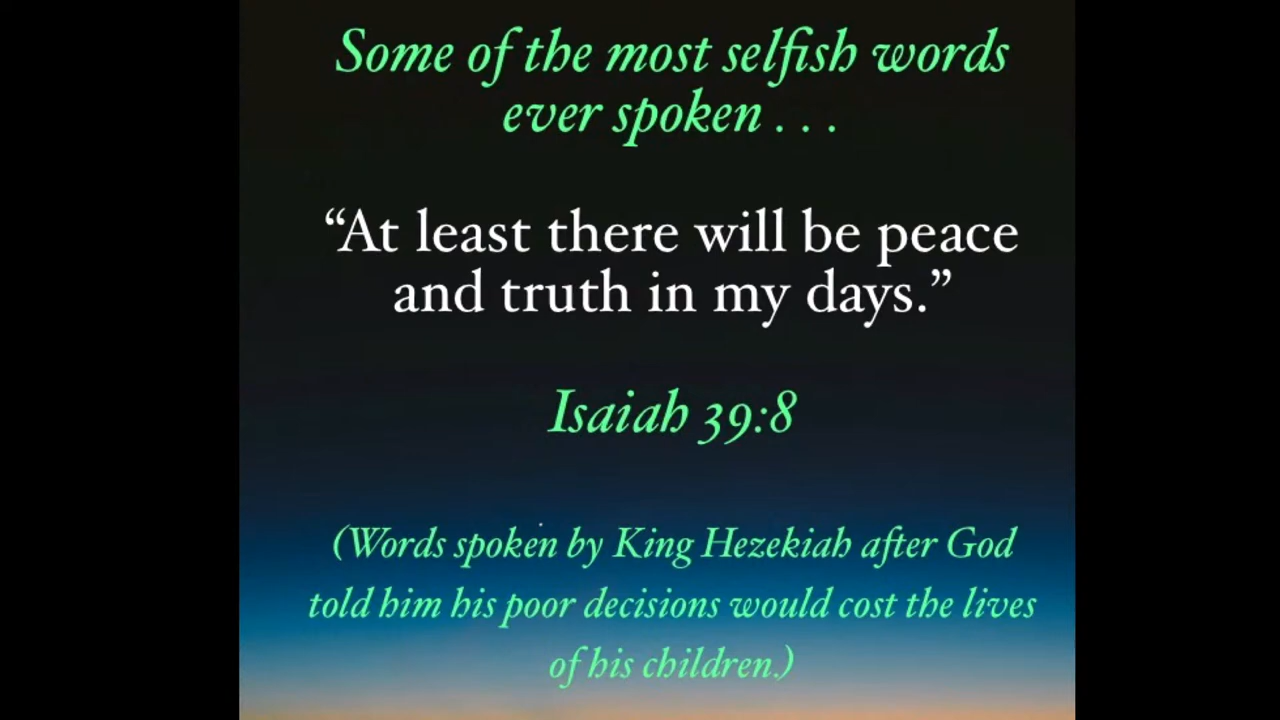 Some of the most selfish words
ever spoken . . .
“At least there will be peace
and truth in my days.”
Isaiah 39:8
(Words spoken by King Hezekiah after God
told him his poor decisions would cost the lives
of his children.)